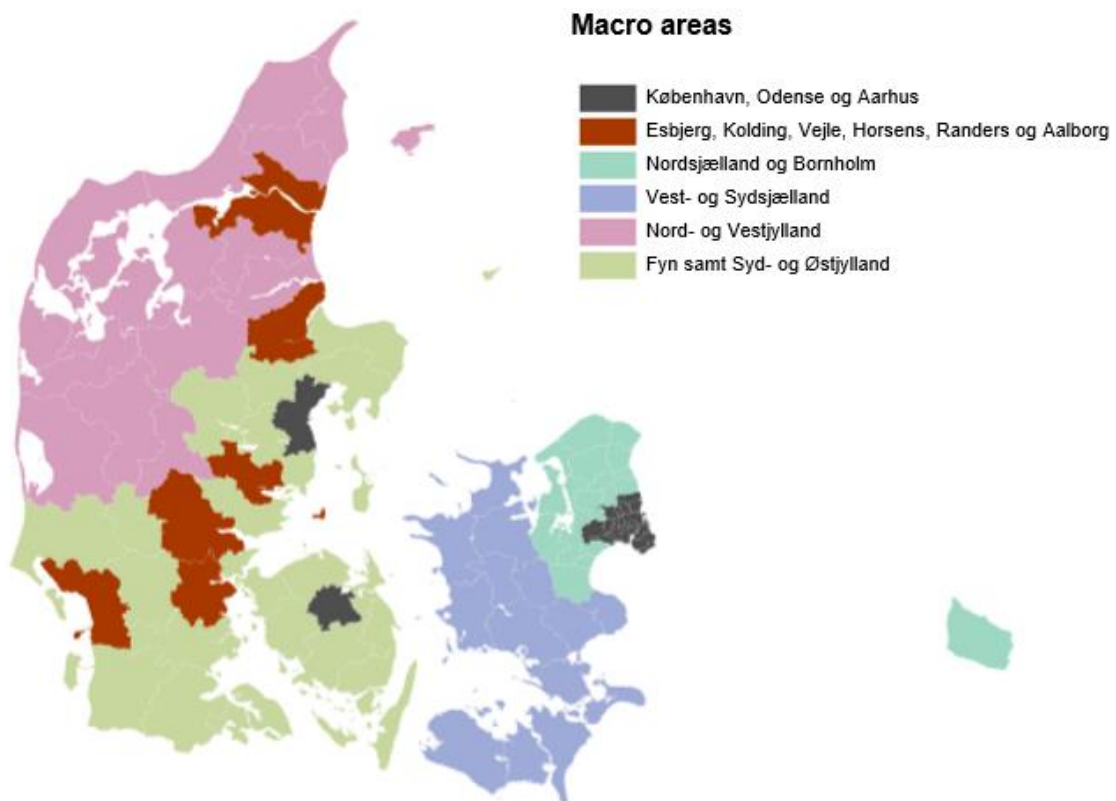 Macro areas
København, Odense og Aarhus
Esbjerg, Kolding, Vejle, Horsens, Randers og Aalborg
Nordsjælland og Bornholm
Vest- og Sydsjælland
Nord- og Vestjylland
Fyn samt Syd- og Østjylland